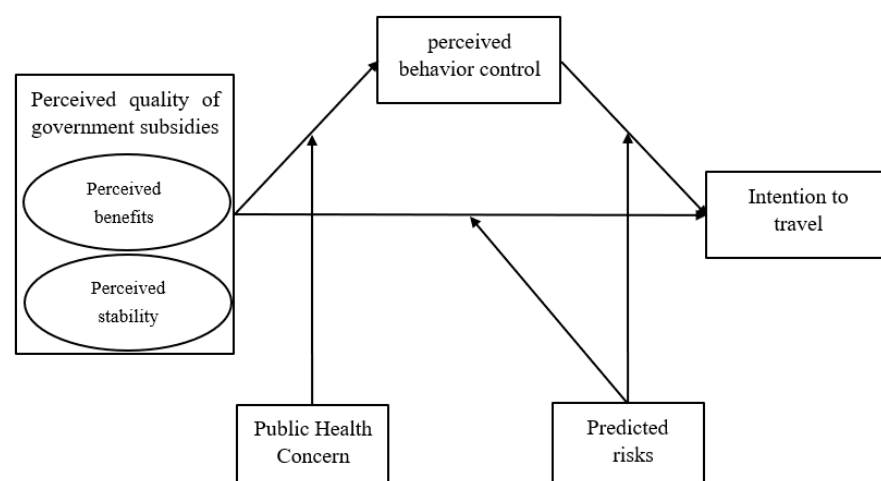 perceived
behavior control
Perceived quality of
government subsidies
Perceived
benefits
Perceived
stability
Intention to
travel
Public Health
Concern
Predicted
risks